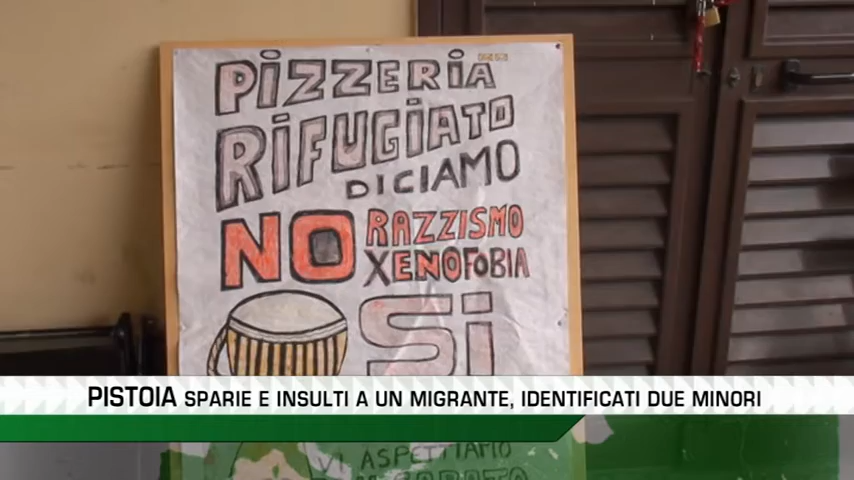 PIZZERIA
RIFUGIATO
DICIAMO
NO RAZZISMO
XENOFOBIA
SI
PISTOIA SPARIE E INSULTI A UN MIGRANTE, IDENTIFICATI DUE MINORI
VI ASPETTIAMO